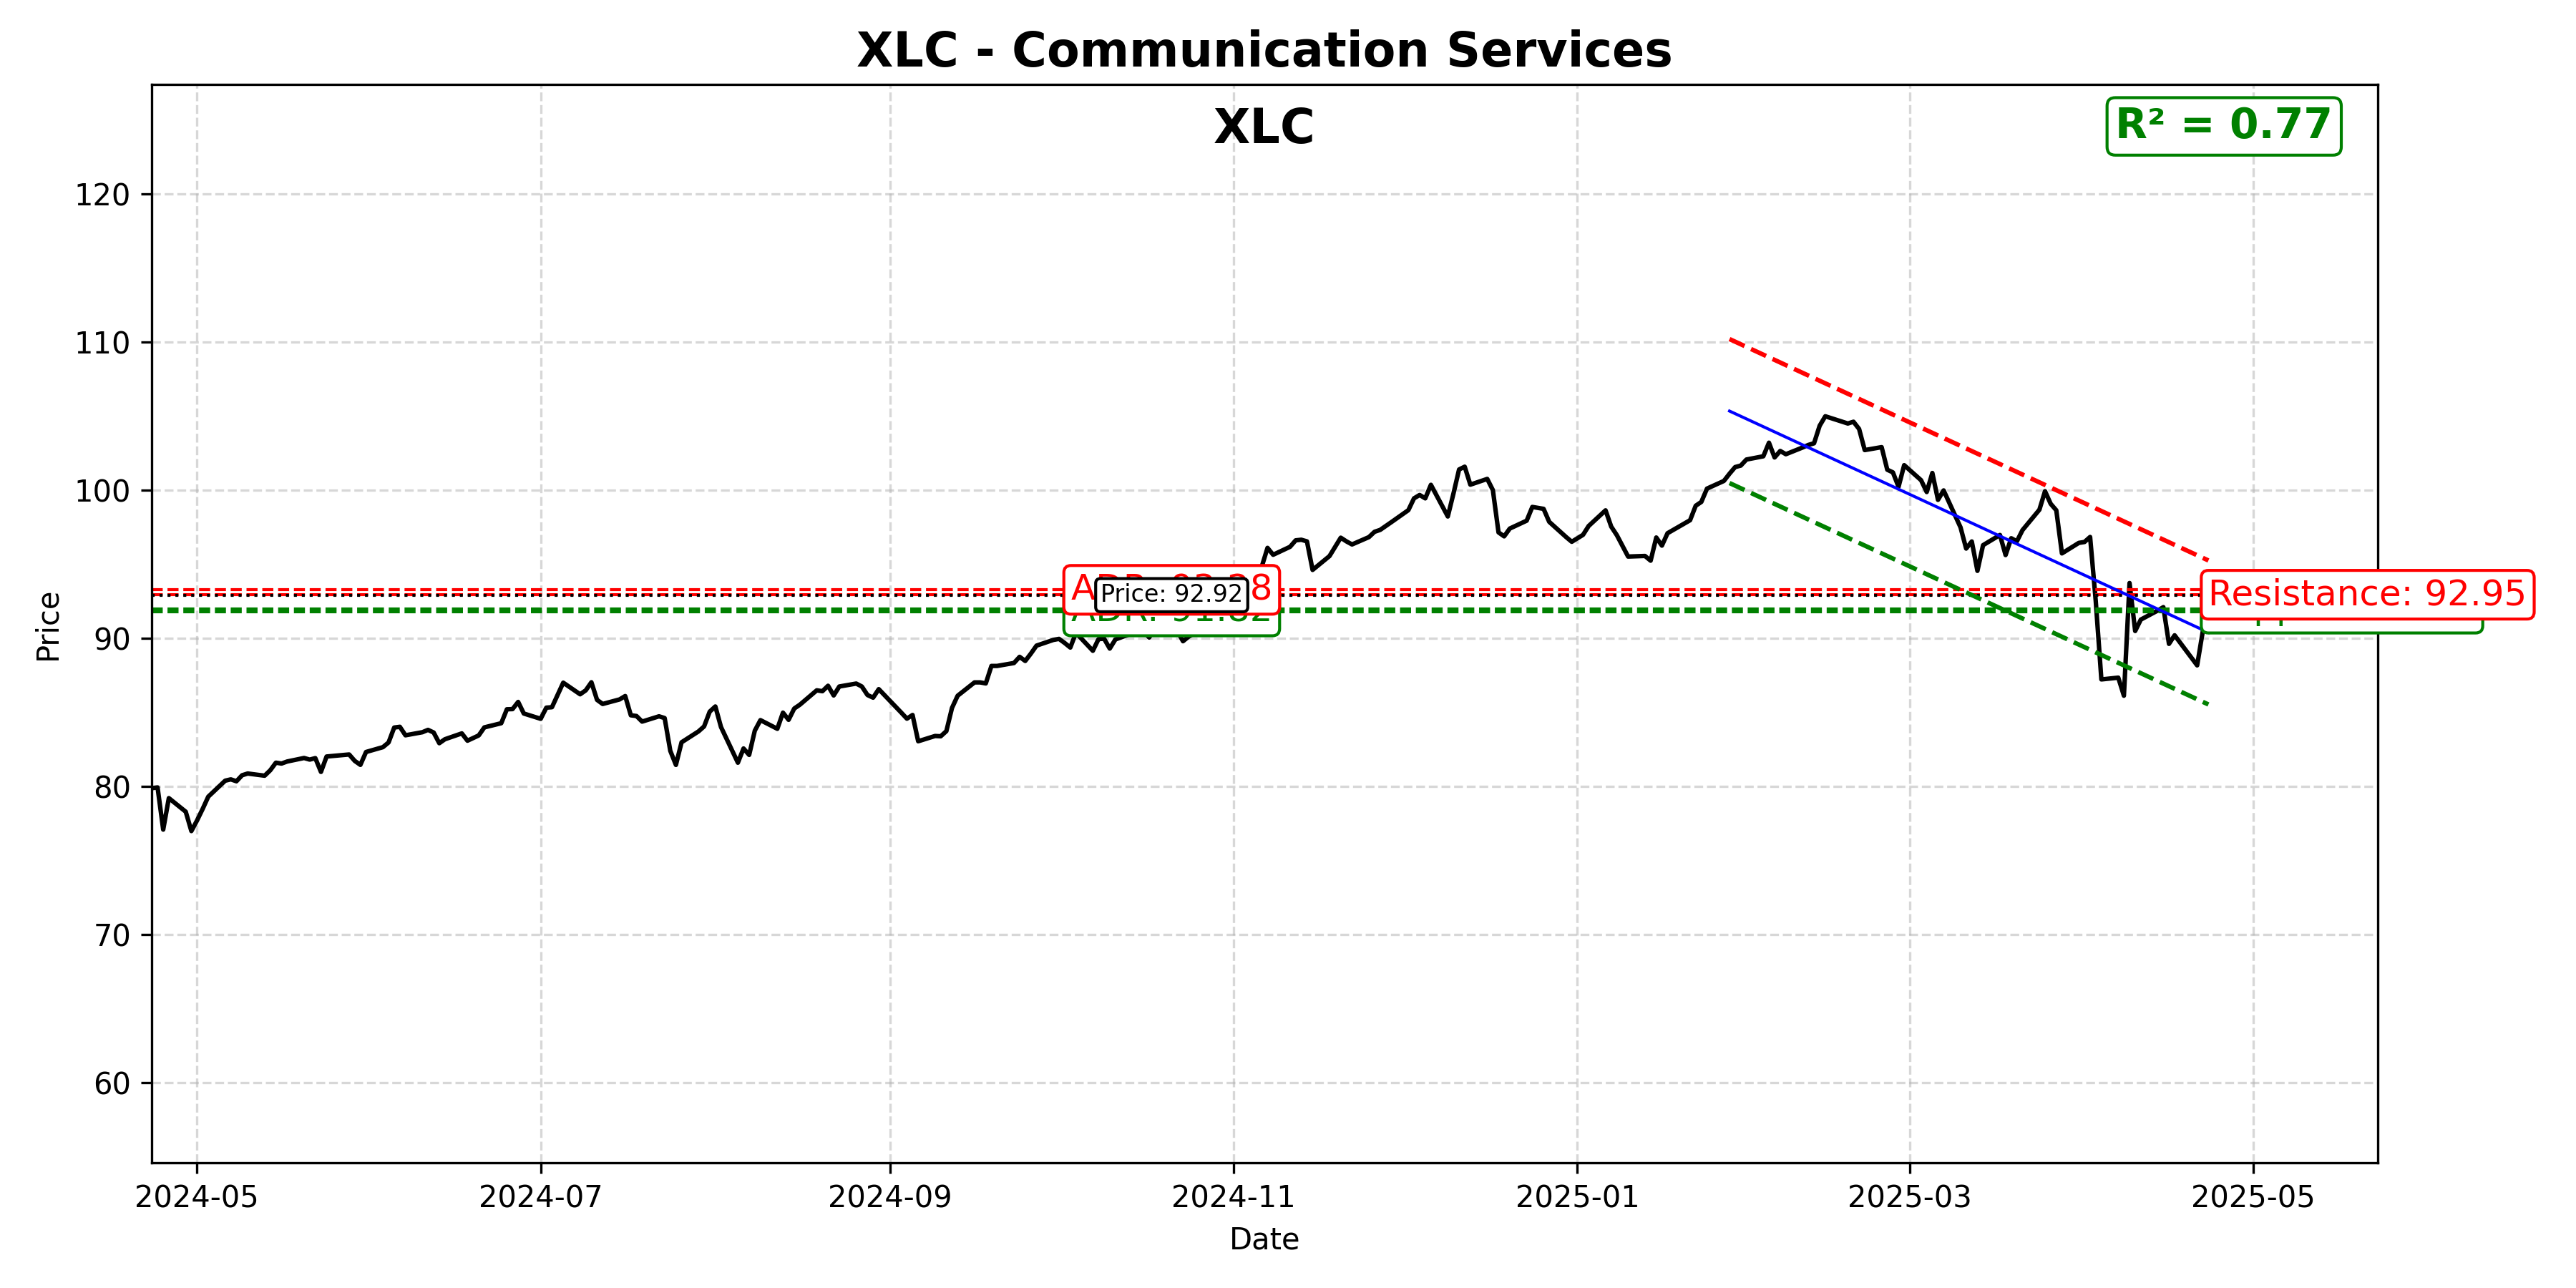 XLC - Communication Services
XLC
R² = 0.77
120
110
100
90
80
70
60
Price
Price: 92.92
Resistance: 92.95
2024-05
2024-07
2024-09
2024-11
2025-01
2025-03
2025-05
Date